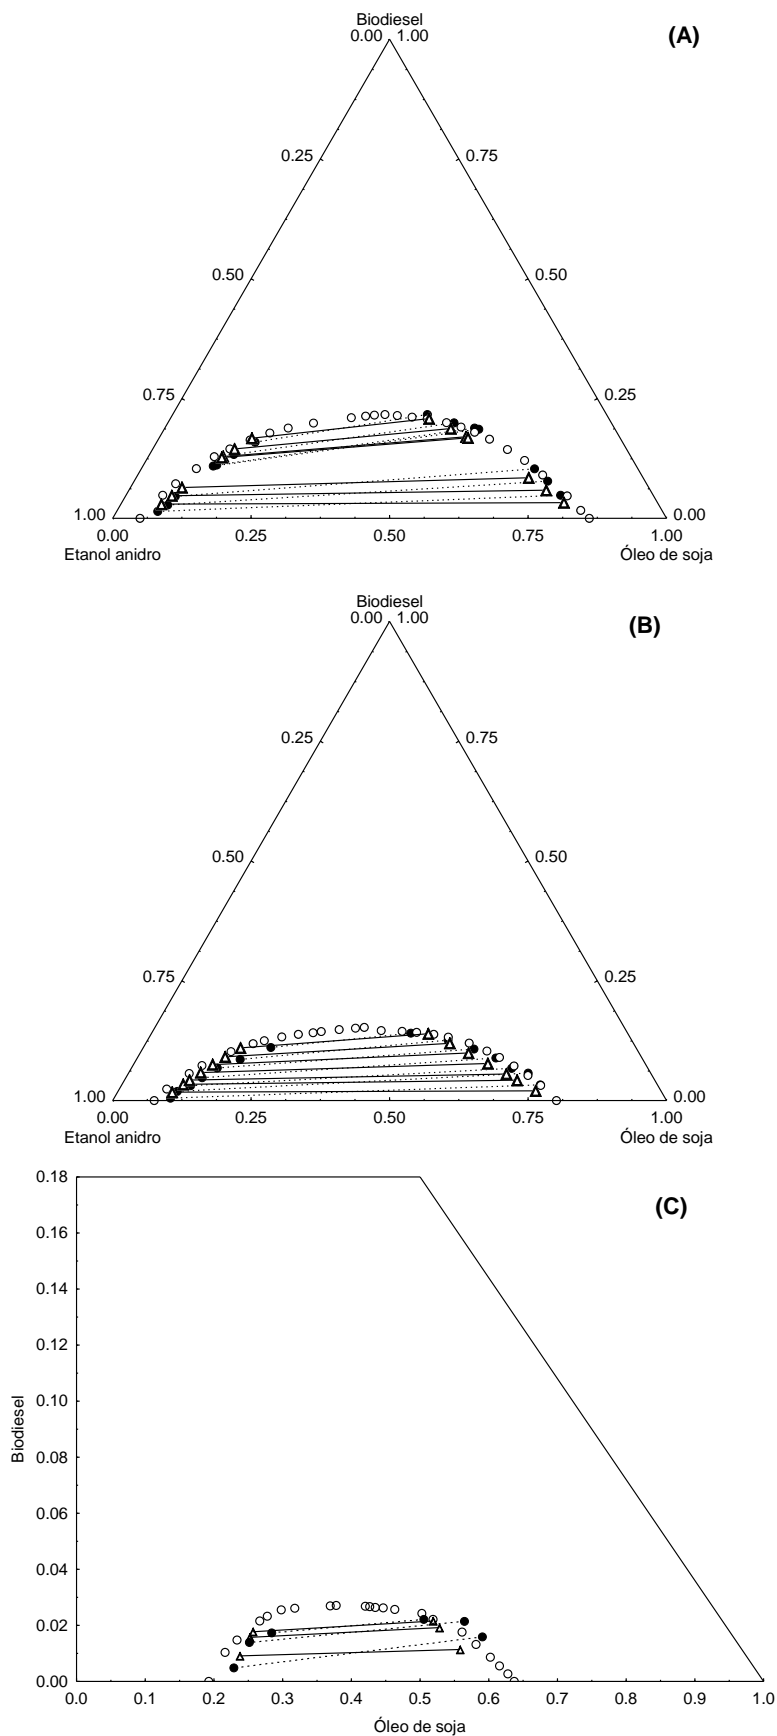 Biodiesel
0.00 1.00
(A)
0.25 0.75
0.50 0.50
0.75 0.25
1.00 0.00
0.00 0.25 0.50 0.75 1.00
Etanol anidro Óleo de soja
Biodiesel
0.00 1.00
(B)
0.25 0.75
0.50 0.50
0.75 0.25
1.00 0.00
0.00 0.25 0.50 0.75 1.00
Etanol anidro Óleo de soja
0.18
(C)
0.16
0.14
0.12
0.10
Biodiesel
0.08
0.06
0.04
0.02
0.00
0.0 0.1 0.2 0.3 0.4 0.5 0.6 0.7 0.8 0.9 1.0
Óleo de soja